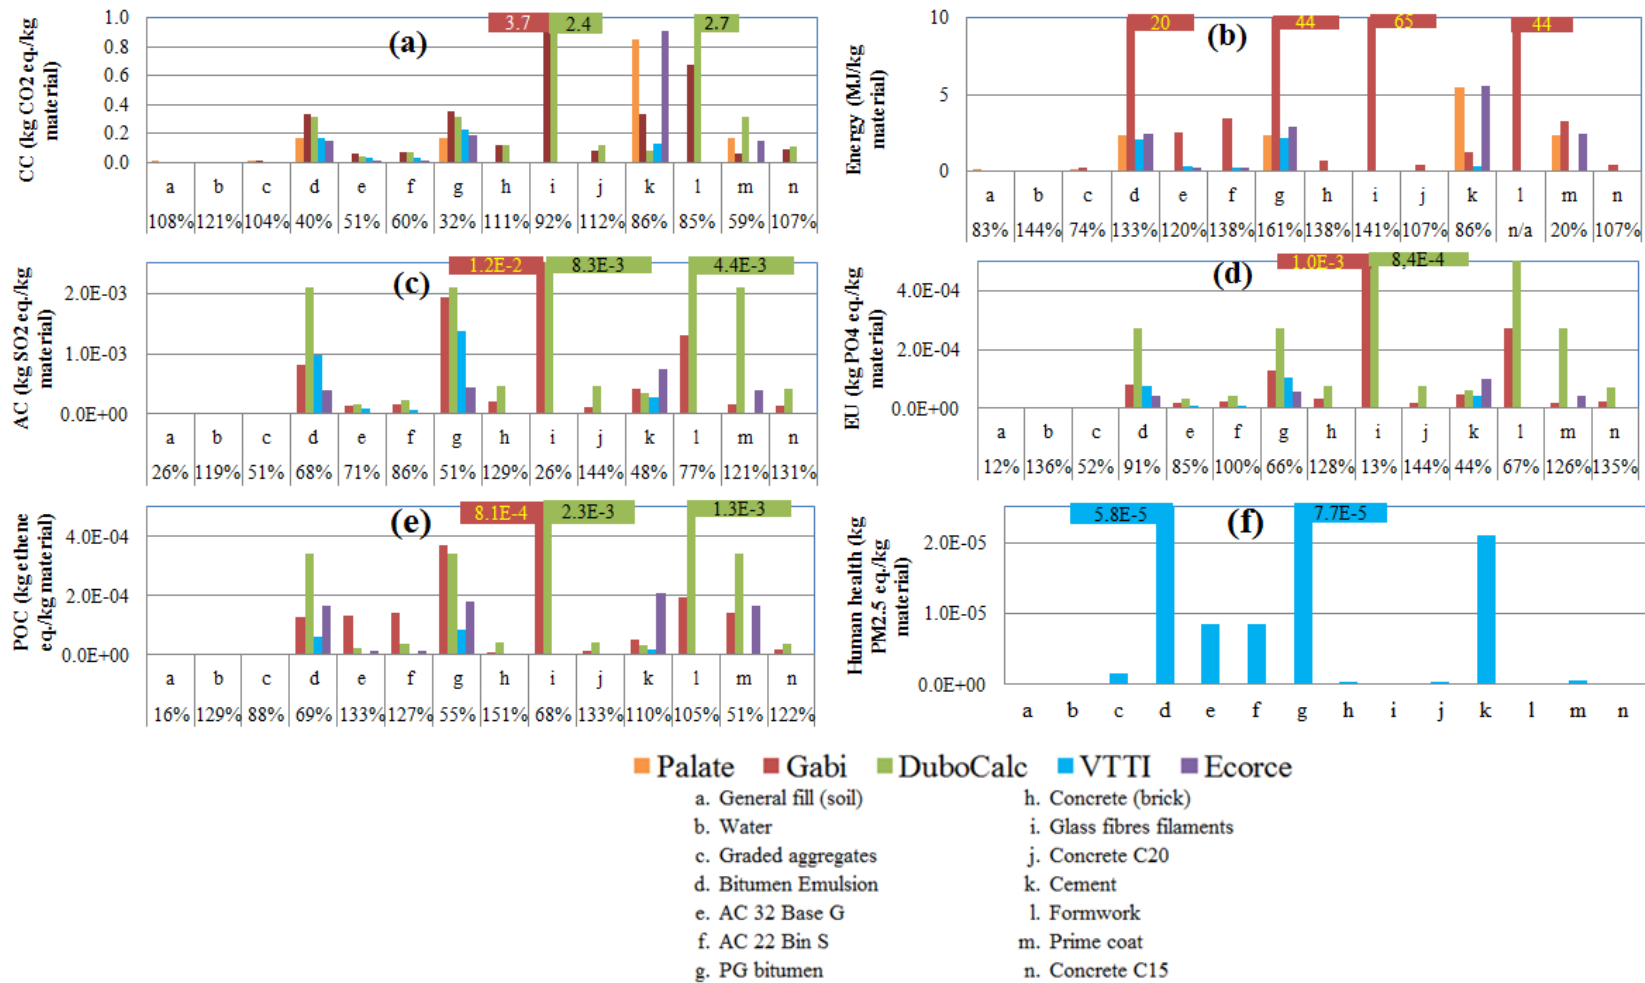 3.7
2.4
2.7
(a)
CC (kg CO2 eq./kg material)
1.0
0.8
0.6
0.4
0.2
0.0
a b c d e f g h i j k l m n
108% 121% 104% 40% 51% 60% 32% 111% 92% 112% 86% 85% 59% 107%
20
44
65
44
(b)
Energy (MJ/kg material)
10
5
0
a b c d e f g h i j k l m n
83% 144% 74% 133% 120% 138% 161% 138% 141% 107% 86% n/a 20% 107%
1.2E-2
8.3E-3
4.4E-3
(c)
AC (kg SO2 eq./kg material)
2.0E-03
1.0E-03
0.0E+00
a b c d e f g h i j k l m n
26% 119% 51% 68% 71% 86% 51% 129% 26% 144% 48% 77% 121% 131%
1.0E-3
8,4E-4
(d)
EU (kg PO4 eq./kg material)
4.0E-04
2.0E-04
0.0E+00
a b c d e f g h i j k l m n
12% 136% 52% 91% 85% 100% 66% 128% 13% 144% 44% 67% 126% 135%
8.1E-4
2.3E-3
1.3E-3
(e)
POC (kg ethene eq./kg material)
4.0E-04
2.0E-04
0.0E+00
a b c d e f g h i j k l m n
16% 129% 88% 69% 133% 127% 55% 151% 68% 133% 110% 105% 51% 122%
5.8E-5
7.7E-5
(f)
Human health (kg PM2.5 eq./kg material)
2.0E-05
1.0E-05
0.0E+00
a b c d e f g h i j k l m n
Palate Gabi DuboCalc VTTI Ecorce
a. General fill (soil)
b. Water
c. Graded aggregates
d. Bitumen Emulsion
e. AC 32 Base G
f. AC 22 Bin S
g. PG bitumen
h. Concrete (brick)
i. Glass fibres filaments
j. Concrete C20
k. Cement
l. Formwork
m. Prime coat
n. Concrete C15